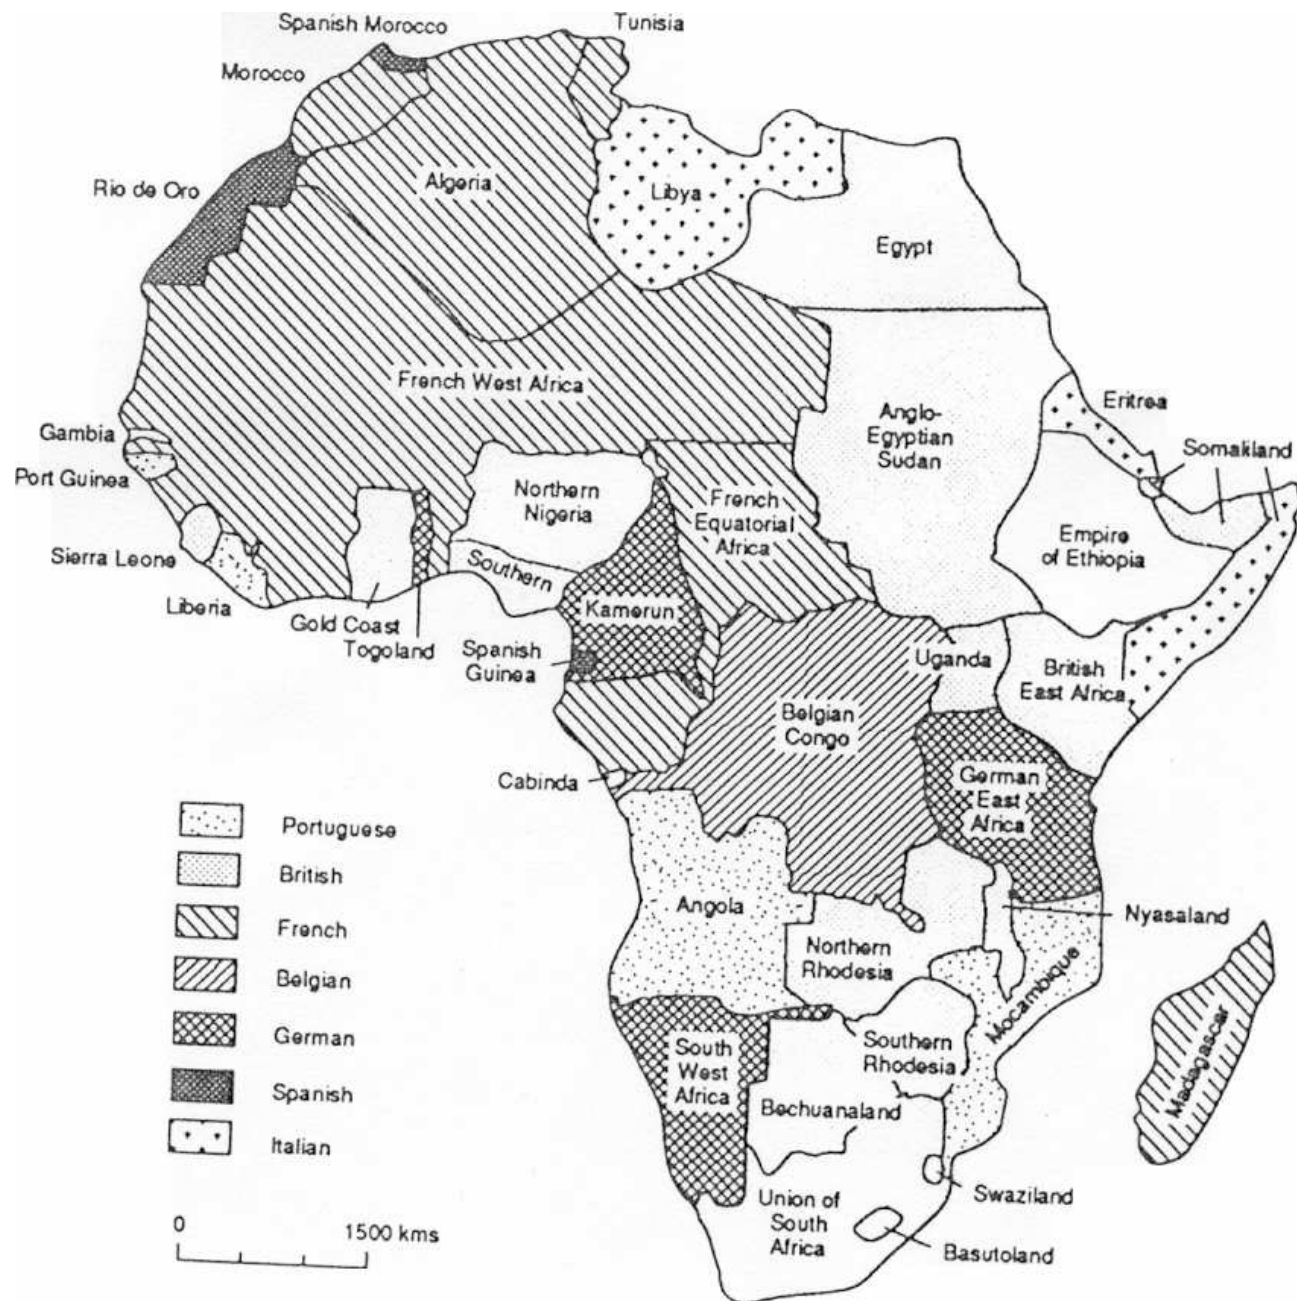 Spanish Morocco
Tunisia
Morocco
Rio de Oro
Algeria
Libya
Egypt
French West Africa
Anglo-
Egyptian
Sudan
Eritrea
Gambia
Port Guinea
Somaliland
Northern
Nigeria
French
Equatorial
Africa
Empire
of Ethiopia
Sierra Leone
Southern
Liberia
Gold Coast
Togoland
Kamerun
Spanish
Guinea
Uganda
British
East Africa
Belgian
Congo
Cabinda
German
East
Africa
Angola
Nyasaland
Northern
Rhodesia
Mocambique
Southern
Rhodesia
South
West
Africa
Bechuanaland
Madagascar
Swaziland
Union of
South
Africa
Basutoland
Portuguese
British
French
Belgian
German
Spanish
Italian
0 1500 kms